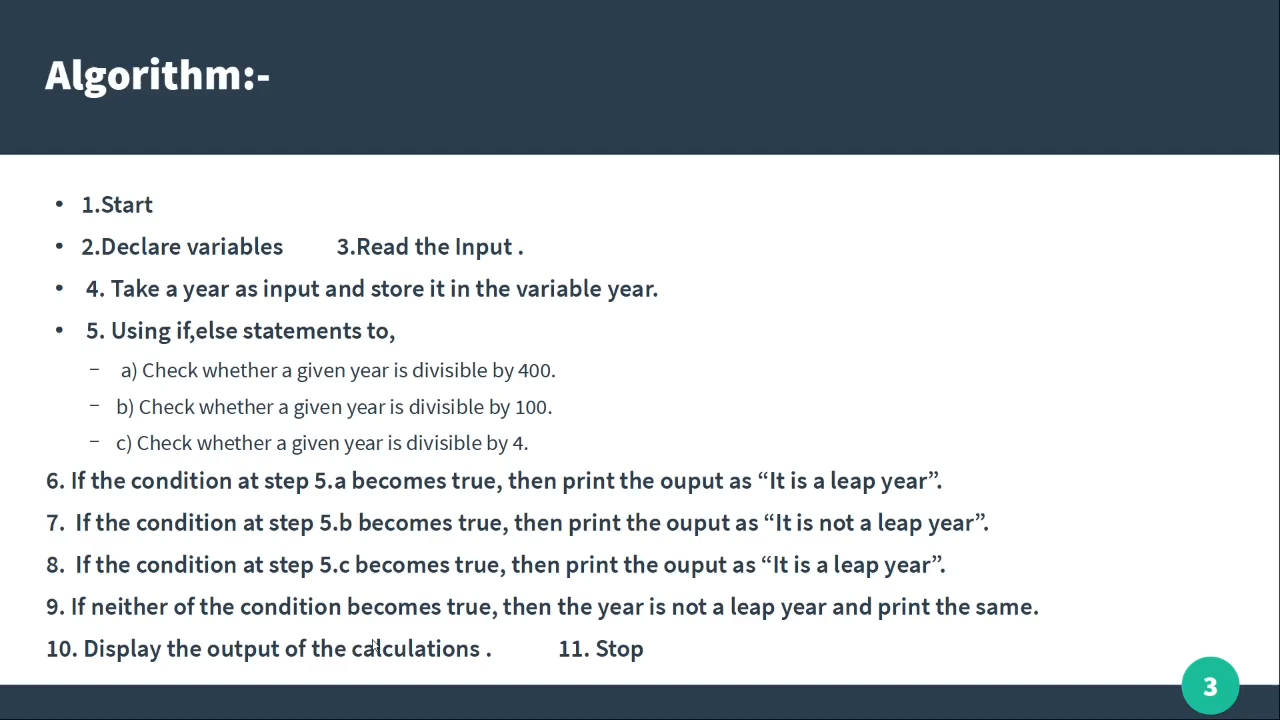 Algorithm:-
• 1.Start
• 2.Declare variables 3.Read the Input .
• 4. Take a year as input and store it in the variable year.
• 5. Using if,else statements to,
– a) Check whether a given year is divisible by 400.
– b) Check whether a given year is divisible by 100.
– c) Check whether a given year is divisible by 4.
6. If the condition at step 5.a becomes true, then print the ouput as “It is a leap year”.
7. If the condition at step 5.b becomes true, then print the ouput as “It is not a leap year”.
8. If the condition at step 5.c becomes true, then print the ouput as “It is a leap year”.
9. If neither of the condition becomes true, then the year is not a leap year and print the same.
10. Display the output of the calculations . 11. Stop
3